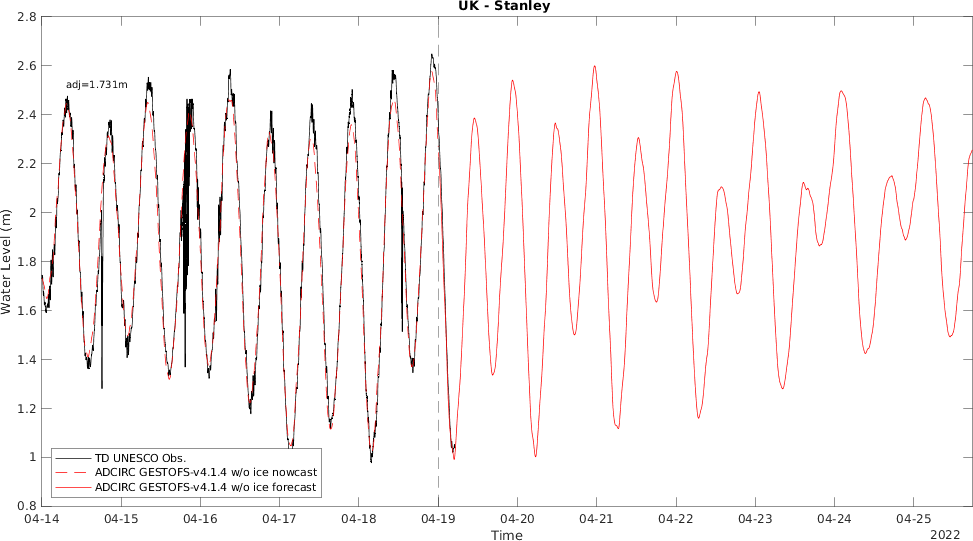 UK - Stanley
2.8
2.6
2.4
2.2
2
1.8
1.6
1.4
1.2
1
0.8
Water Level (m)
adj=1.731m
TD UNESCO Obs.
ADCIRC GESTOFS-v4.1.4 w/o ice nowcast
ADCIRC GESTOFS-v4.1.4 w/o ice forecast
04-14 04-15 04-16 04-17 04-18 04-19 04-20 04-21 04-22 04-23 04-24 04-25
Time
2022